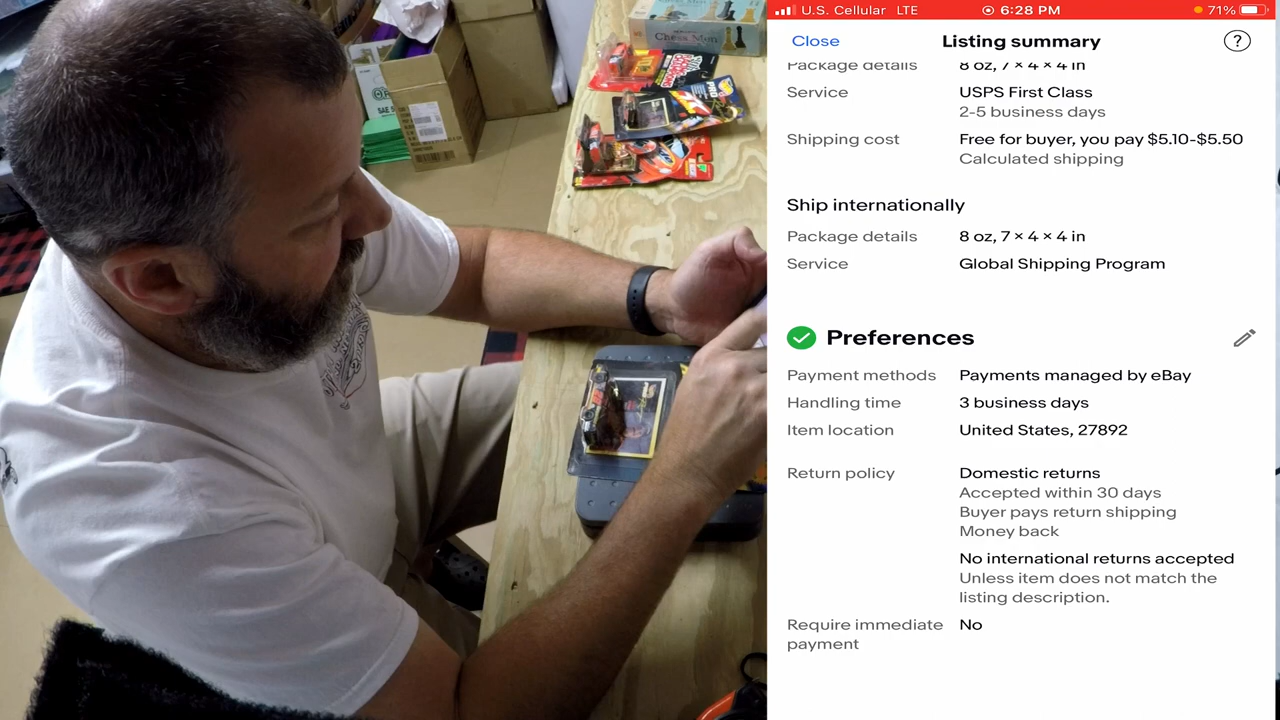 U.S. Cellular LTE 6:28 PM 71%
Close Listing summary ?
Package details 8 oz, 7 × 4 × 4 in
Service USPS First Class
2-5 business days
Shipping cost Free for buyer, you pay $5.10-$5.50
Calculated shipping
Ship internationally
Package details 8 oz, 7 × 4 × 4 in
Service Global Shipping Program
Preferences
Payment methods Payments managed by eBay
Handling time 3 business days
Item location United States, 27892
Return policy Domestic returns
Accepted within 30 days
Buyer pays return shipping
Money back
No international returns accepted
Unless item does not match the
listing description.
Require immediate No
payment
Chess Men
PRO
SAE 5